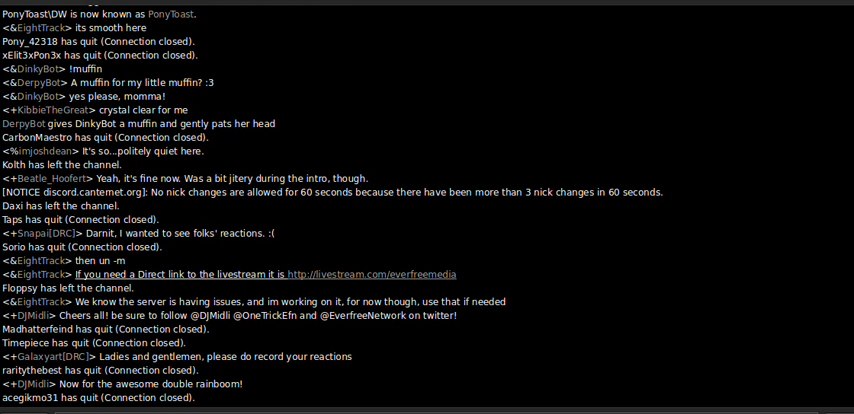 PonyToast\DW is now known as PonyToast.
<&EightTrack> its smooth here
Pony_42318 has quit (Connection closed).
xElit3xPon3x has quit (Connection closed).
<&DinkyBot> !muffin
<&DerpyBot> A muffin for my little muffin? :3
<&DinkyBot> yes please, momma!
<+KibbieTheGreat> crystal clear for me
DerpyBot gives DinkyBot a muffin and gently pats her head
CarbonMaestro has quit (Connection closed).
<%imjoshdean> It's so...politely quiet here.
Kolth has left the channel.
<+Beatle_Hoofert> Yeah, it's fine now. Was a bit jitery during the intro, though.
[NOTICE discord.canternet.org]: No nick changes are allowed for 60 seconds because there have been more than 3 nick changes in 60 seconds.
Daxi has left the channel.
Taps has quit (Connection closed).
<+Snapai[DRC]> Darnit, I wanted to see folks' reactions. :(
Sorio has quit (Connection closed).
<&EightTrack> then un -m
<&EightTrack> If you need a Direct link to the livestream it is http://livestream.com/everfreemedia
Floppsy has left the channel.
<&EightTrack> We know the server is having issues, and im working on it, for now though, use that if needed
<+DJMidli> Cheers all! be sure to follow @DJMidli @OneTrickEfn and @EverfreeNetwork on twitter!
Madhatterfeind has quit (Connection closed).
Timepiece has quit (Connection closed).
<+Galaxyart[DRC]> Ladies and gentlemen, please do record your reactions
raritythebest has quit (Connection closed).
<+DJMidli> Now for the awesome double rainboom!
acegikmo31 has quit (Connection closed).